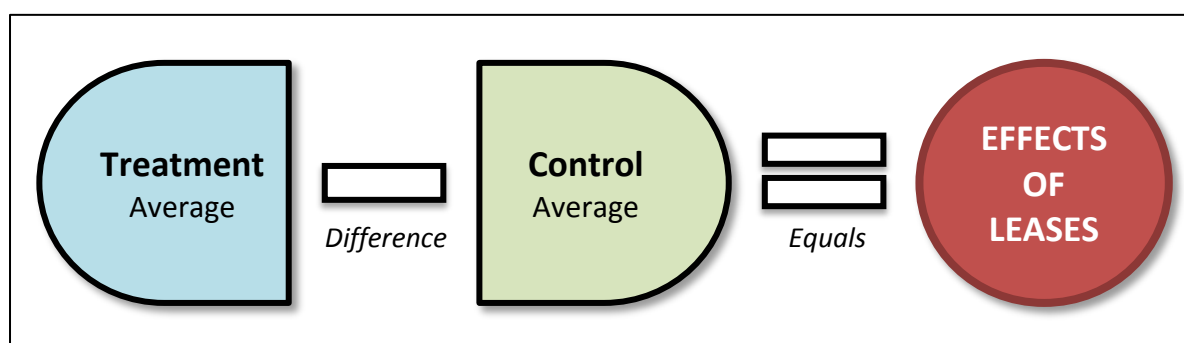 Treatment
Average
Difference
Control
Average
Equals
EFFECTS
OF
LEASES